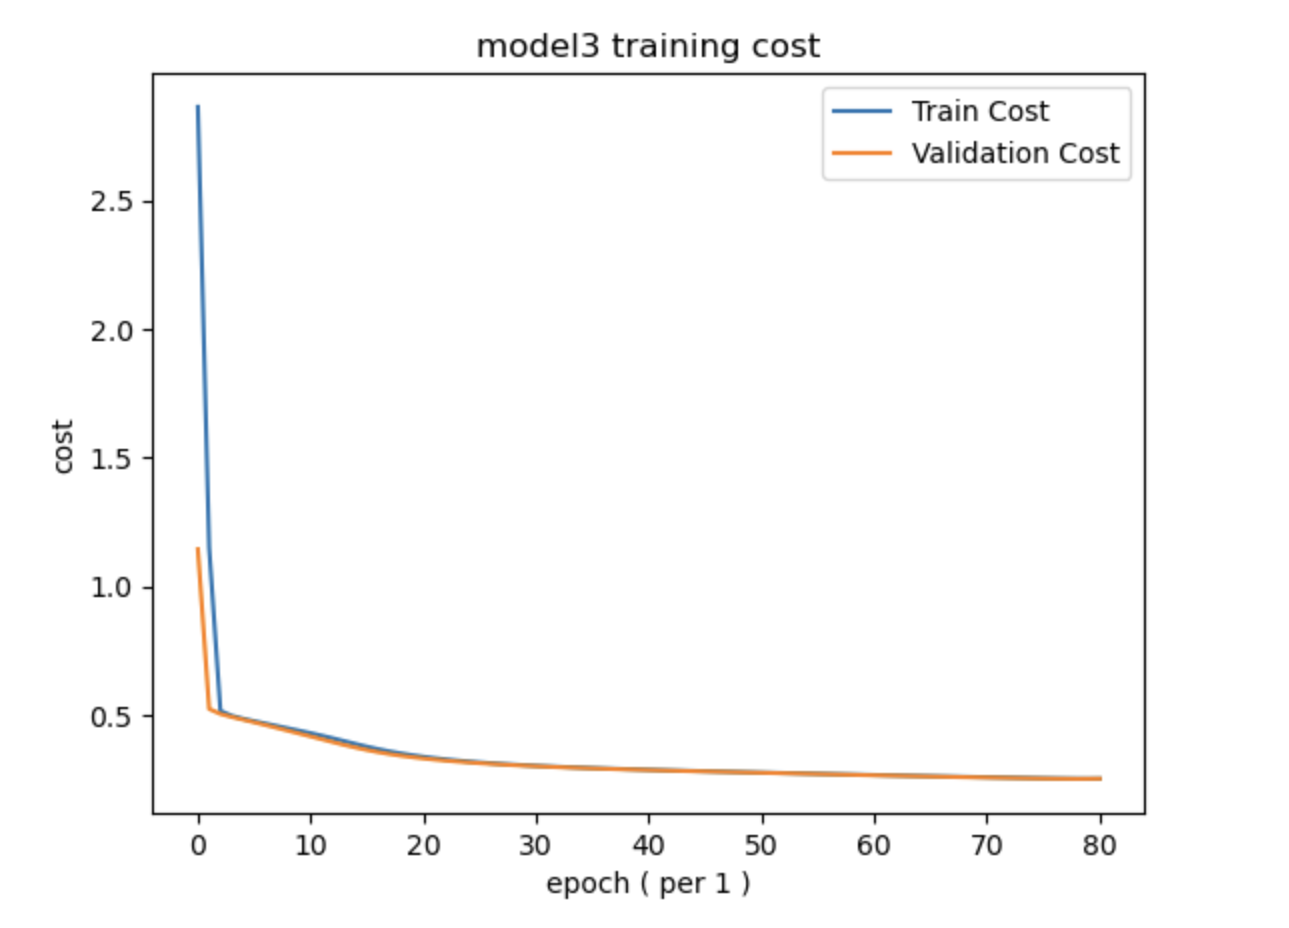 model3 training cost
Train Cost
Validation Cost
2.5
2.0
1.5
1.0
0.5
cost
0 10 20 30 40 50 60 70 80
epoch ( per 1 )